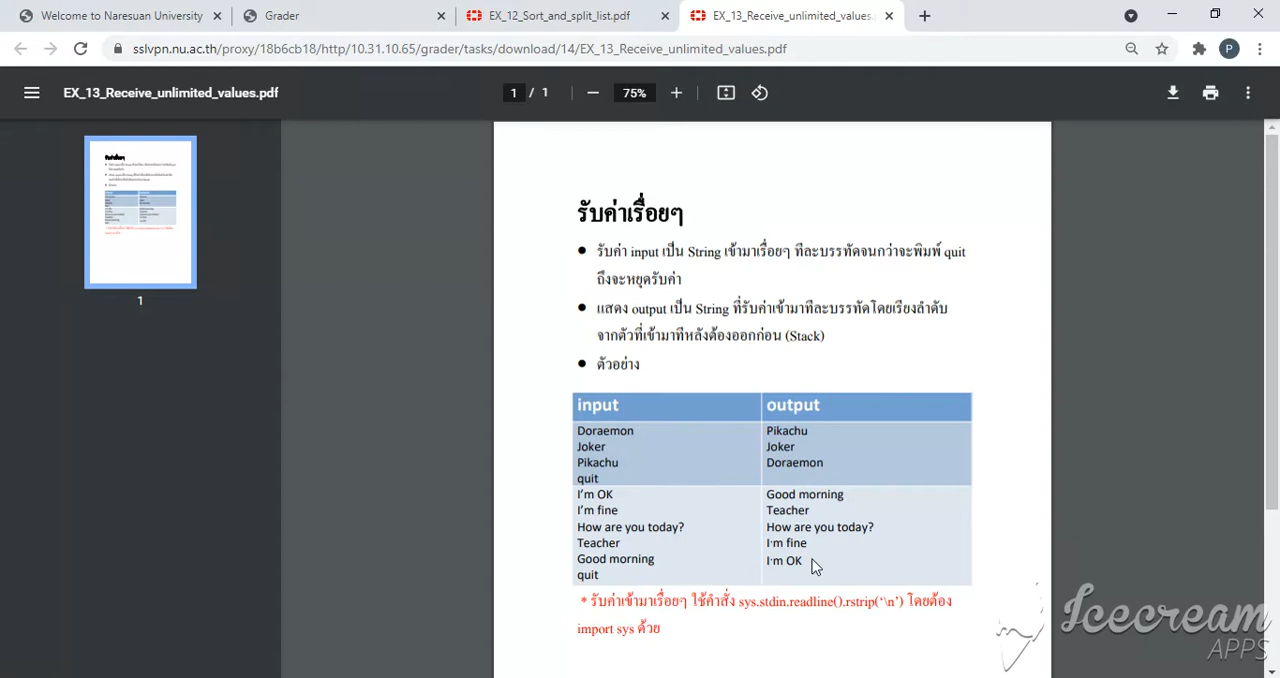 Welcome to Naresuan University
Grader
EX_12_Sort_and_split_list.pdf
EX_13_Receive_unlimited_values.
sslvpn.nu.ac.th/proxy/18b6cb18/http/10.31.10.65/grader/tasks/download/14/EX_13_Receive_unlimited_values.pdf
P
EX_13_Receive_unlimited_values.pdf
1 / 1
75%
1
รับค่าเรื่อยๆ
รับค่า input เป็น String เข้ามาเรื่อยๆ ทีละบรรทัดจนกว่าจะพิมพ์ quit
ถึงจะหยุดรับค่า
แสดง output เป็น String ที่รับค่าเข้ามาทีละบรรทัดโดยเรียงลำดับ
จากตัวที่เข้ามาทีหลังต้องออกก่อน (Stack)
ตัวอย่าง
input output
Doraemon Pikachu
Joker Joker
Pikachu Doraemon
quit
I'm OK Good morning
I'm fine Teacher
How are you today? How are you today?
Teacher I'm fine
Good morning I'm OK
quit
* รับค่าเข้ามาเรื่อยๆ ใช้คำสั่ง sys.stdin.readline().rstrip('\n') โดยต้อง
import sys ด้วย
Icecream
APPS